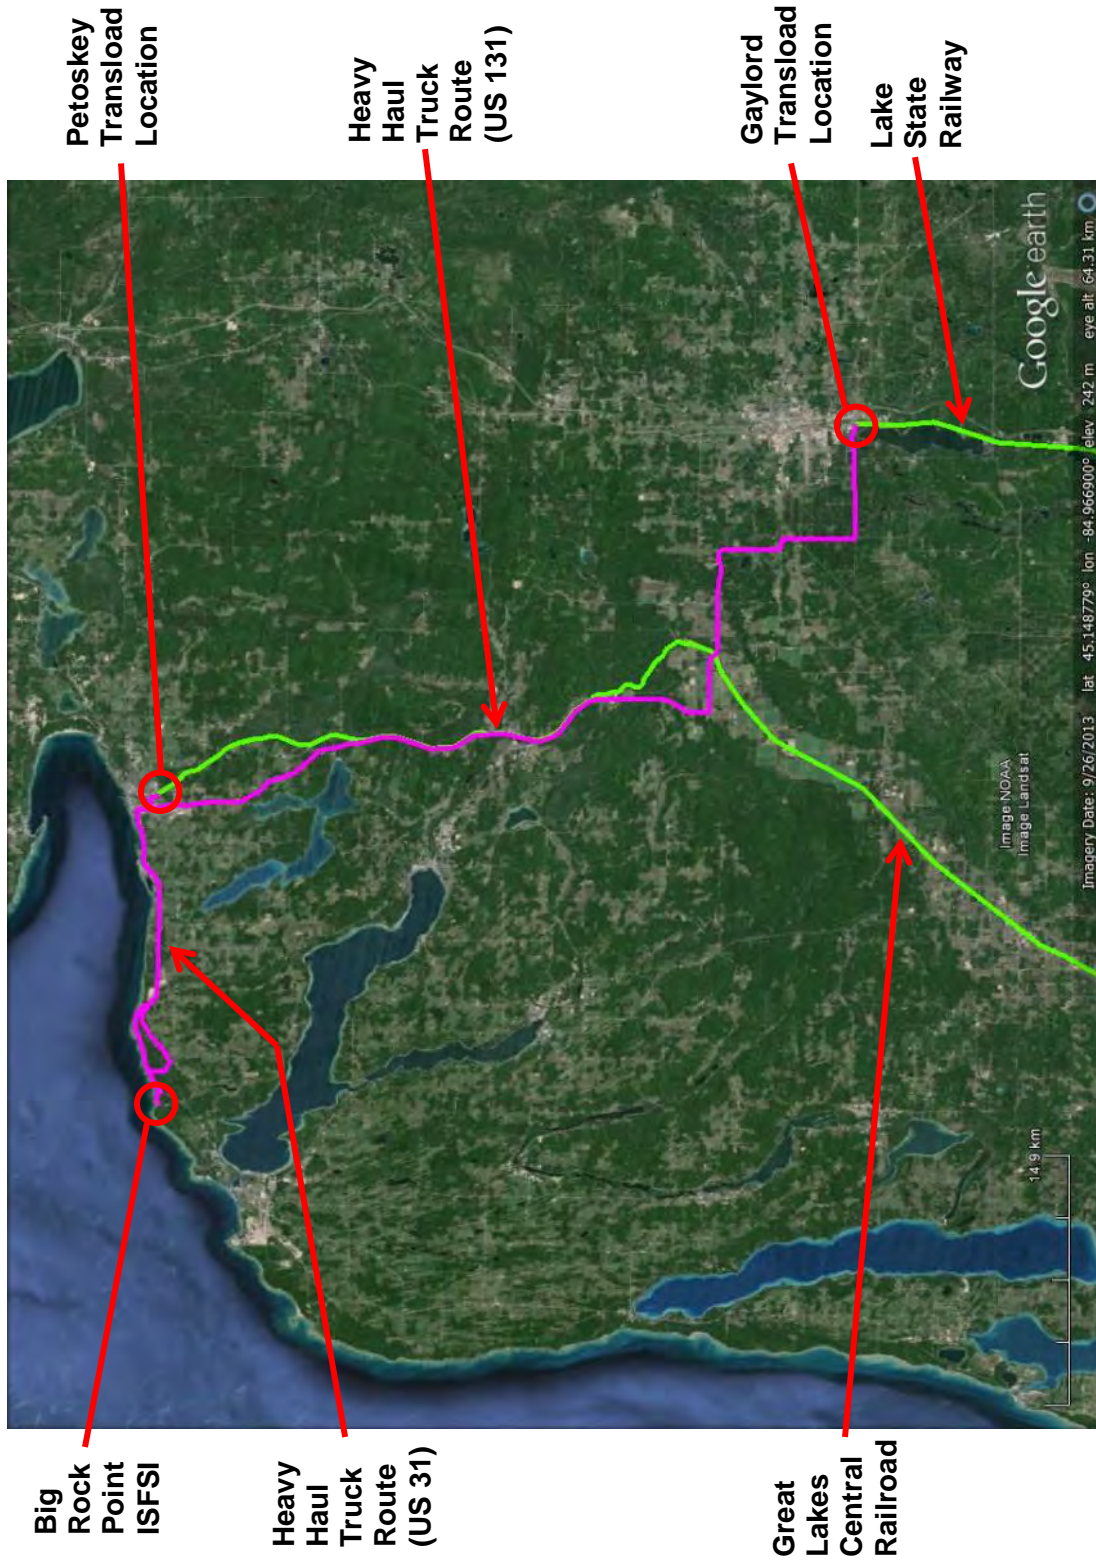 Big
Rock
Point
ISFSI
Heavy
Haul
Truck
Route
(US 31)
Great
Lakes
Central
Railroad
Petoskey
Transload
Location
Heavy
Haul
Truck
Route
(US 131)
Gaylord
Transload
Location
Lake
State
Railway
14.9 km
Image NOAA
Image Landsat
Google earth
Imagery Date: 9/26/2013 lat 45.148779° lon -84.966900° elev 242 m eye alt 64.31 km